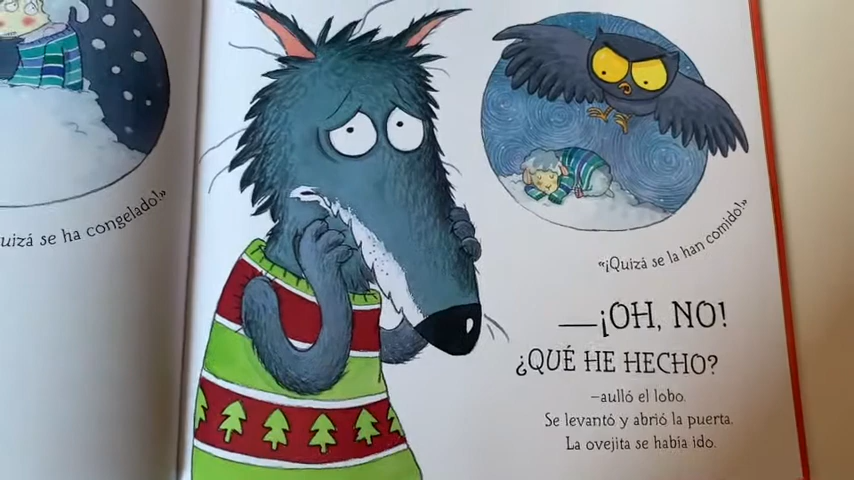 uizá se ha congelado!»
«¡Quizá se la han comido!»
—¡OH, NO!
¿QUÉ HE HECHO?
–aulló el lobo.
Se levantó y abrió la puerta.
La ovejita se había ido.